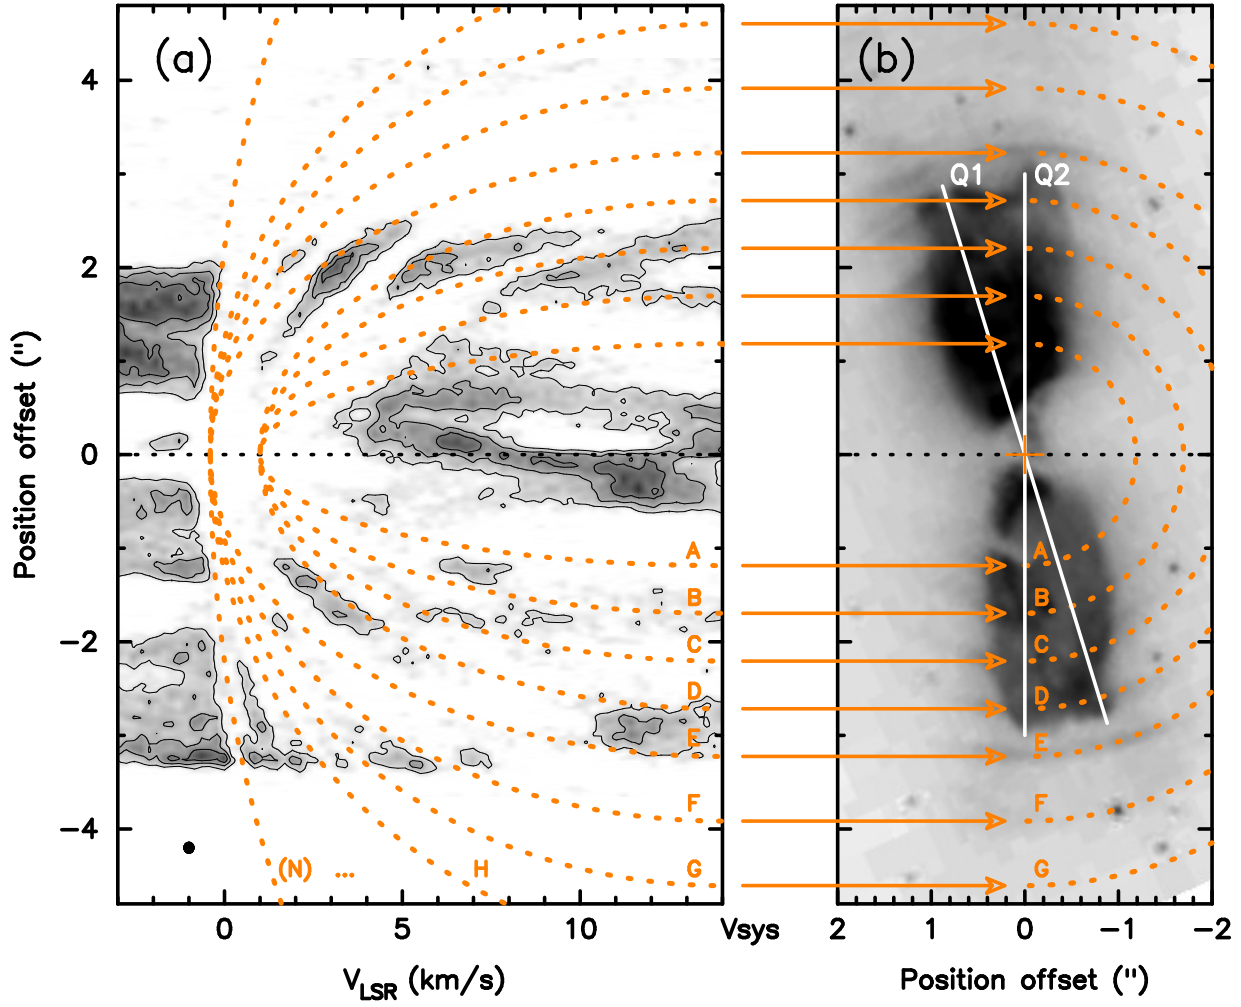 (a)
(b)
4
2
0
−2
−4
Position offset (")
Q1
Q2
A
B
C
D
E
F
G
H
(N) ...
A
B
C
D
E
F
G
0
5
10
Vsys
2
1
0
−1
−2
VLSR (km/s)
Position offset (")